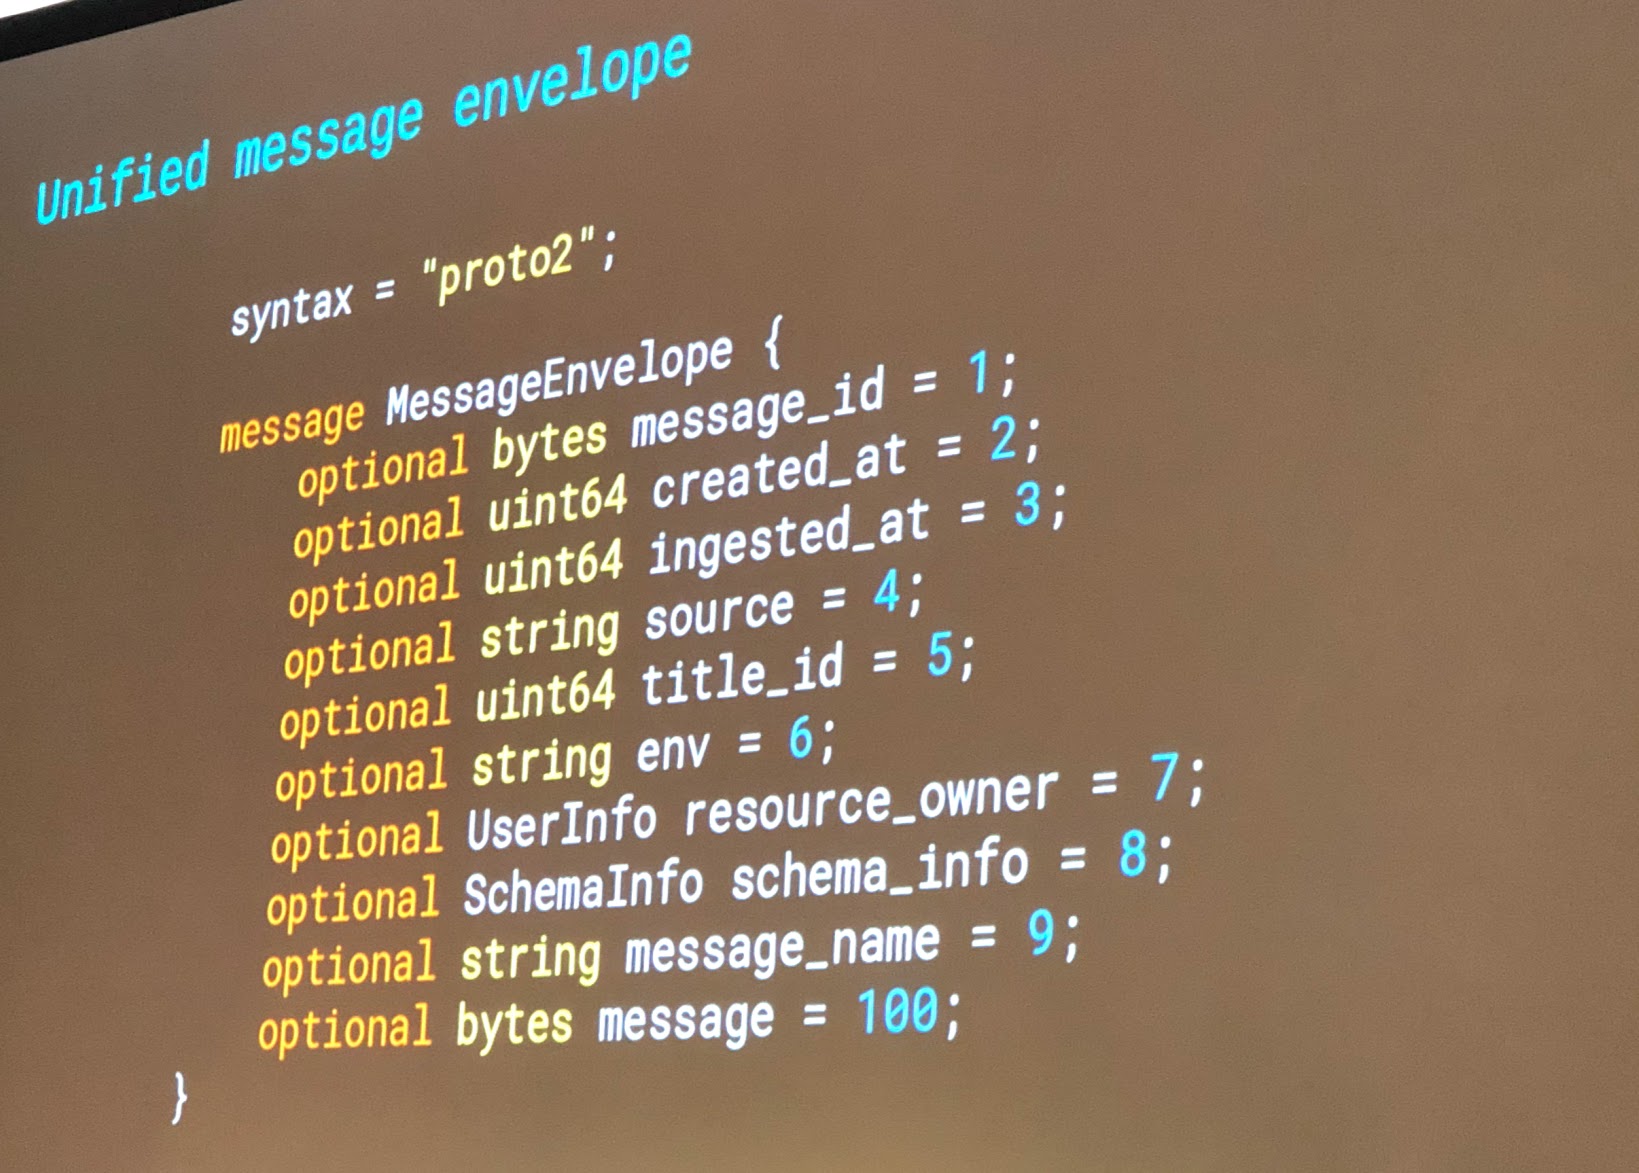 Unified message envelope
syntax = "proto2";
message MessageEnvelope {
optional bytes message_id = 1;
optional uint64 created_at = 2;
optional uint64 ingested_at = 3;
optional string source = 4;
optional uint64 title_id = 5;
optional string env = 6;
optional UserInfo resource_owner = 7;
optional SchemaInfo schema_info = 8;
optional string message_name = 9;
optional bytes message = 100;
}